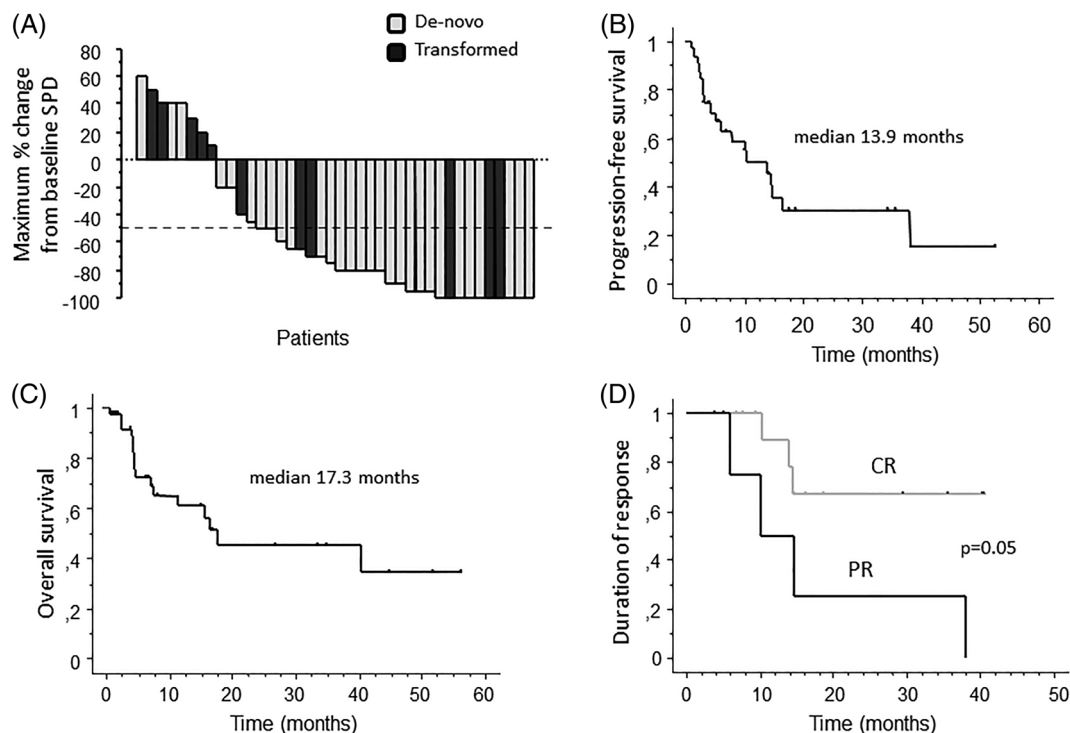 (A)
De-novo
Transformed
Maximum % change
from baseline SPD
80
60
40
20
0
-20
-40
-60
-80
-100
Patients
(B)
Progression-free survival
1
,8
,6
,4
,2
0
median 13.9 months
0 10 20 30 40 50 60
Time (months)
(C)
Overall survival
1
,8
,6
,4
,2
0
median 17.3 months
0 10 20 30 40 50 60
Time (months)
(D)
Duration of response
1
,8
,6
,4
,2
0
CR
p=0.05
PR
0 10 20 30 40 50
Time (months)